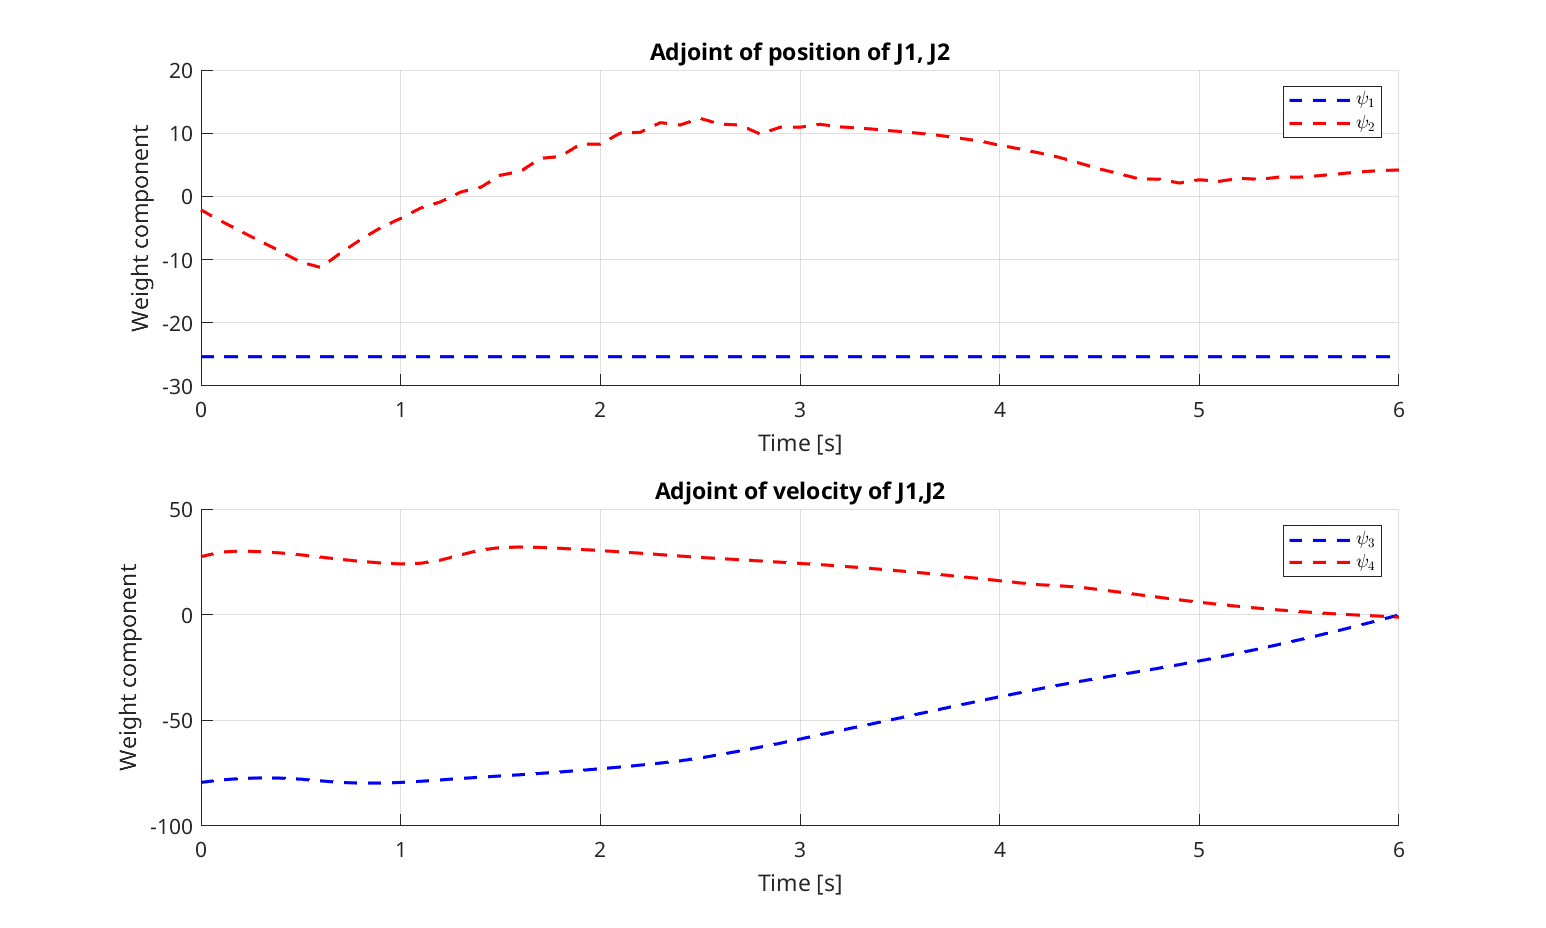 Adjoint of position of J1, J2
20
10
0
-10
-20
-30
Weight component
ψ₁
ψ₂
0 1 2 3 4 5 6
Time [s]
Adjoint of velocity of J1,J2
50
0
-50
-100
Weight component
ψ₃
ψ₄
0 1 2 3 4 5 6
Time [s]